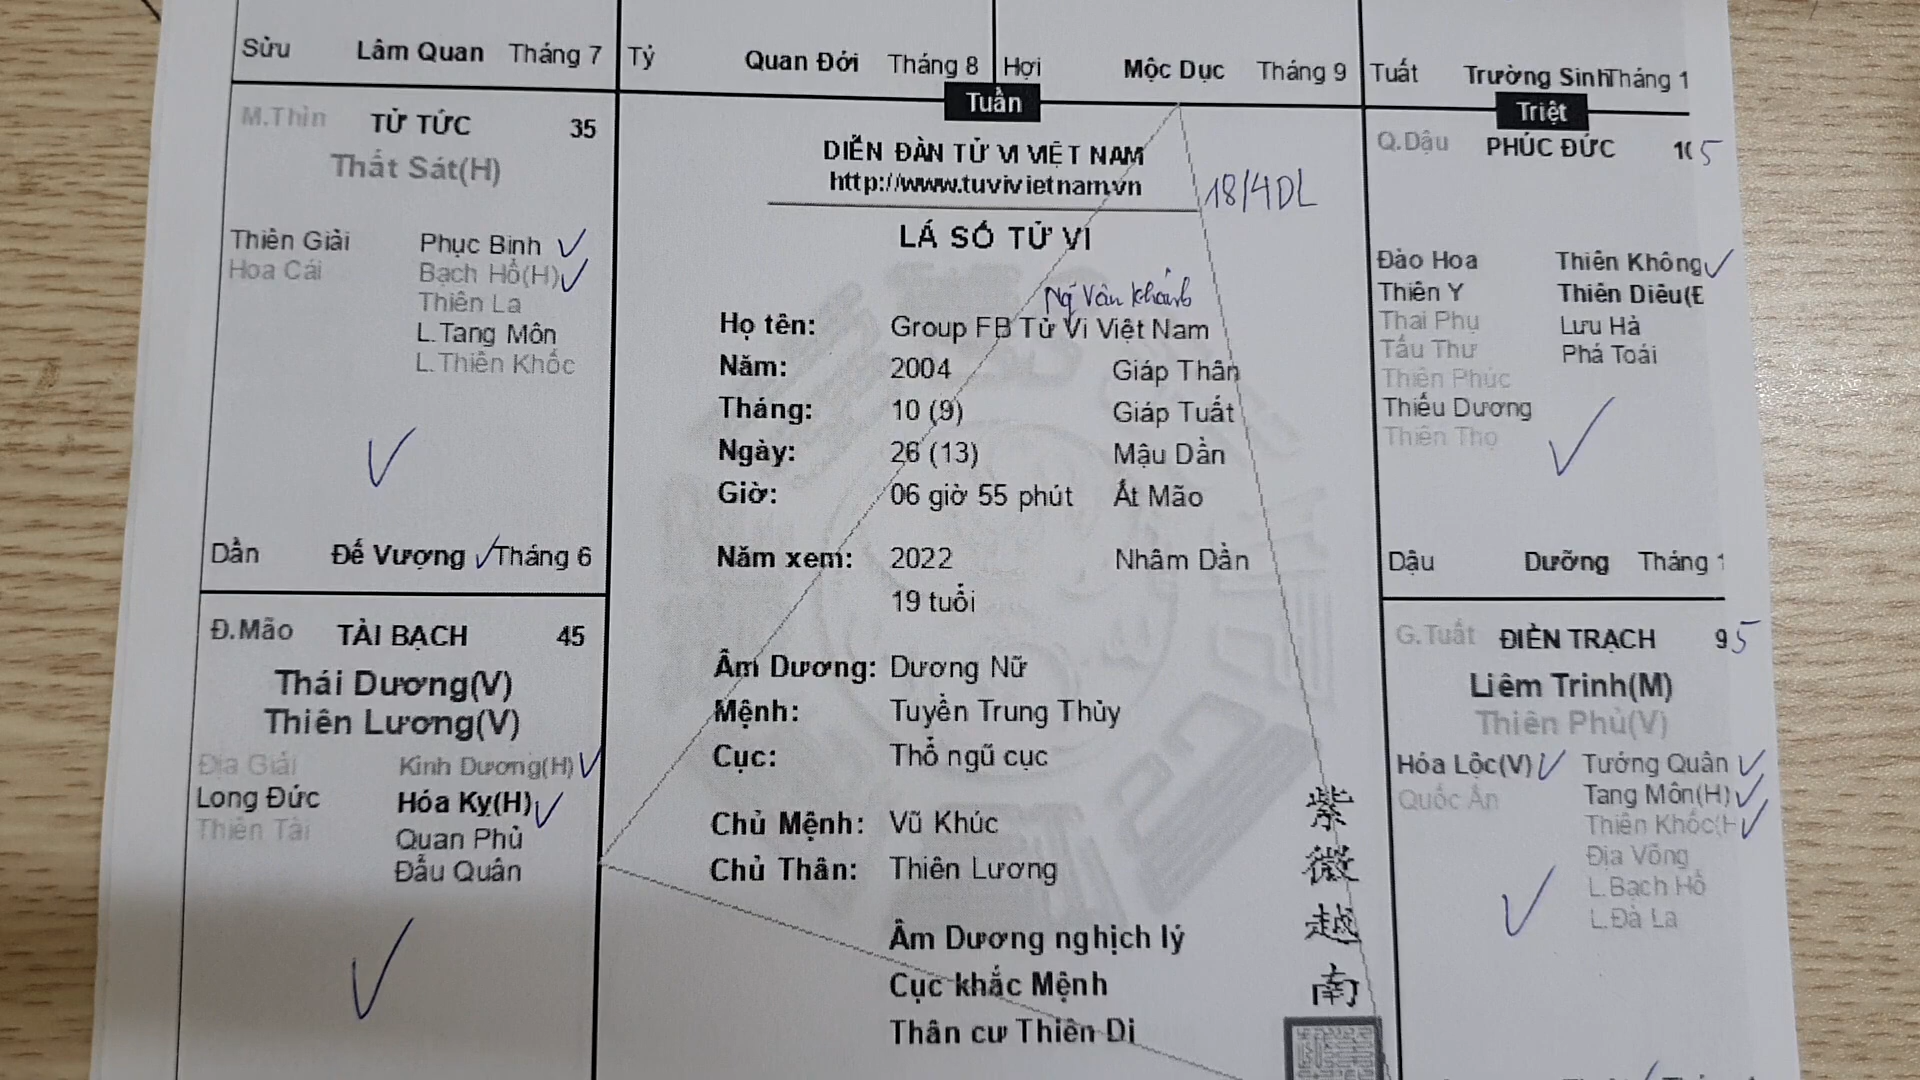 Sửu Lâm Quan Tháng 7
Tý Quan Đới Tháng 8
Hợi Mộc Dục Tháng 9
Tuất Trường Sinh Tháng 1
Tuần
Triệt
M.Thìn TỬ TỨC 35
Thất Sát(H)
Thiên Giải Phục Binh
Hoa Cái Bạch Hổ(H)
Thiên La
L.Tang Môn
L.Thiên Khốc
Dần Đế Vượng Tháng 6
Đ.Mão TÀI BẠCH 45
Thái Dương(V)
Thiên Lương(V)
Địa Giải Kình Dương(H)
Long Đức Hóa Kỵ(H)
Thiên Tài Quan Phủ
Đẩu Quân
DIỄN ĐÀN TỬ VI VIỆT NAM
http://www.tuvivietnam.vn
18/4DL
LÁ SỐ TỬ VI
Ng Vân Khánh
Họ tên: Group FB Tử Vi Việt Nam
Năm: 2004 Giáp Thân
Tháng: 10 (9) Giáp Tuất
Ngày: 26 (13) Mậu Dần
Giờ: 06 giờ 55 phút Ất Mão
Năm xem: 2022 Nhâm Dần
19 tuổi
Âm Dương: Dương Nữ
Mệnh: Tuyền Trung Thủy
Cục: Thổ ngũ cục
Chủ Mệnh: Vũ Khúc
Chủ Thân: Thiên Lương
Âm Dương nghịch lý
Cục khắc Mệnh
Thân cư Thiên Di
紫
微
越
南
Q.Dậu PHÚC ĐỨC 105
Đào Hoa Thiên Không
Thiên Y Thiên Diêu(Đ
Thai Phụ Lưu Hà
Tấu Thư Phá Toái
Thiên Phúc
Thiếu Dương
Thiên Thọ
Dậu Dưỡng Tháng 1
G.Tuất ĐIỀN TRẠCH 95
Liêm Trinh(M)
Thiên Phủ(V)
Hóa Lộc(V) Tướng Quân
Quốc Ấn Tang Môn(H)
Thiên Khốc(H
Địa Võng
L.Bạch Hổ
L.Đà La